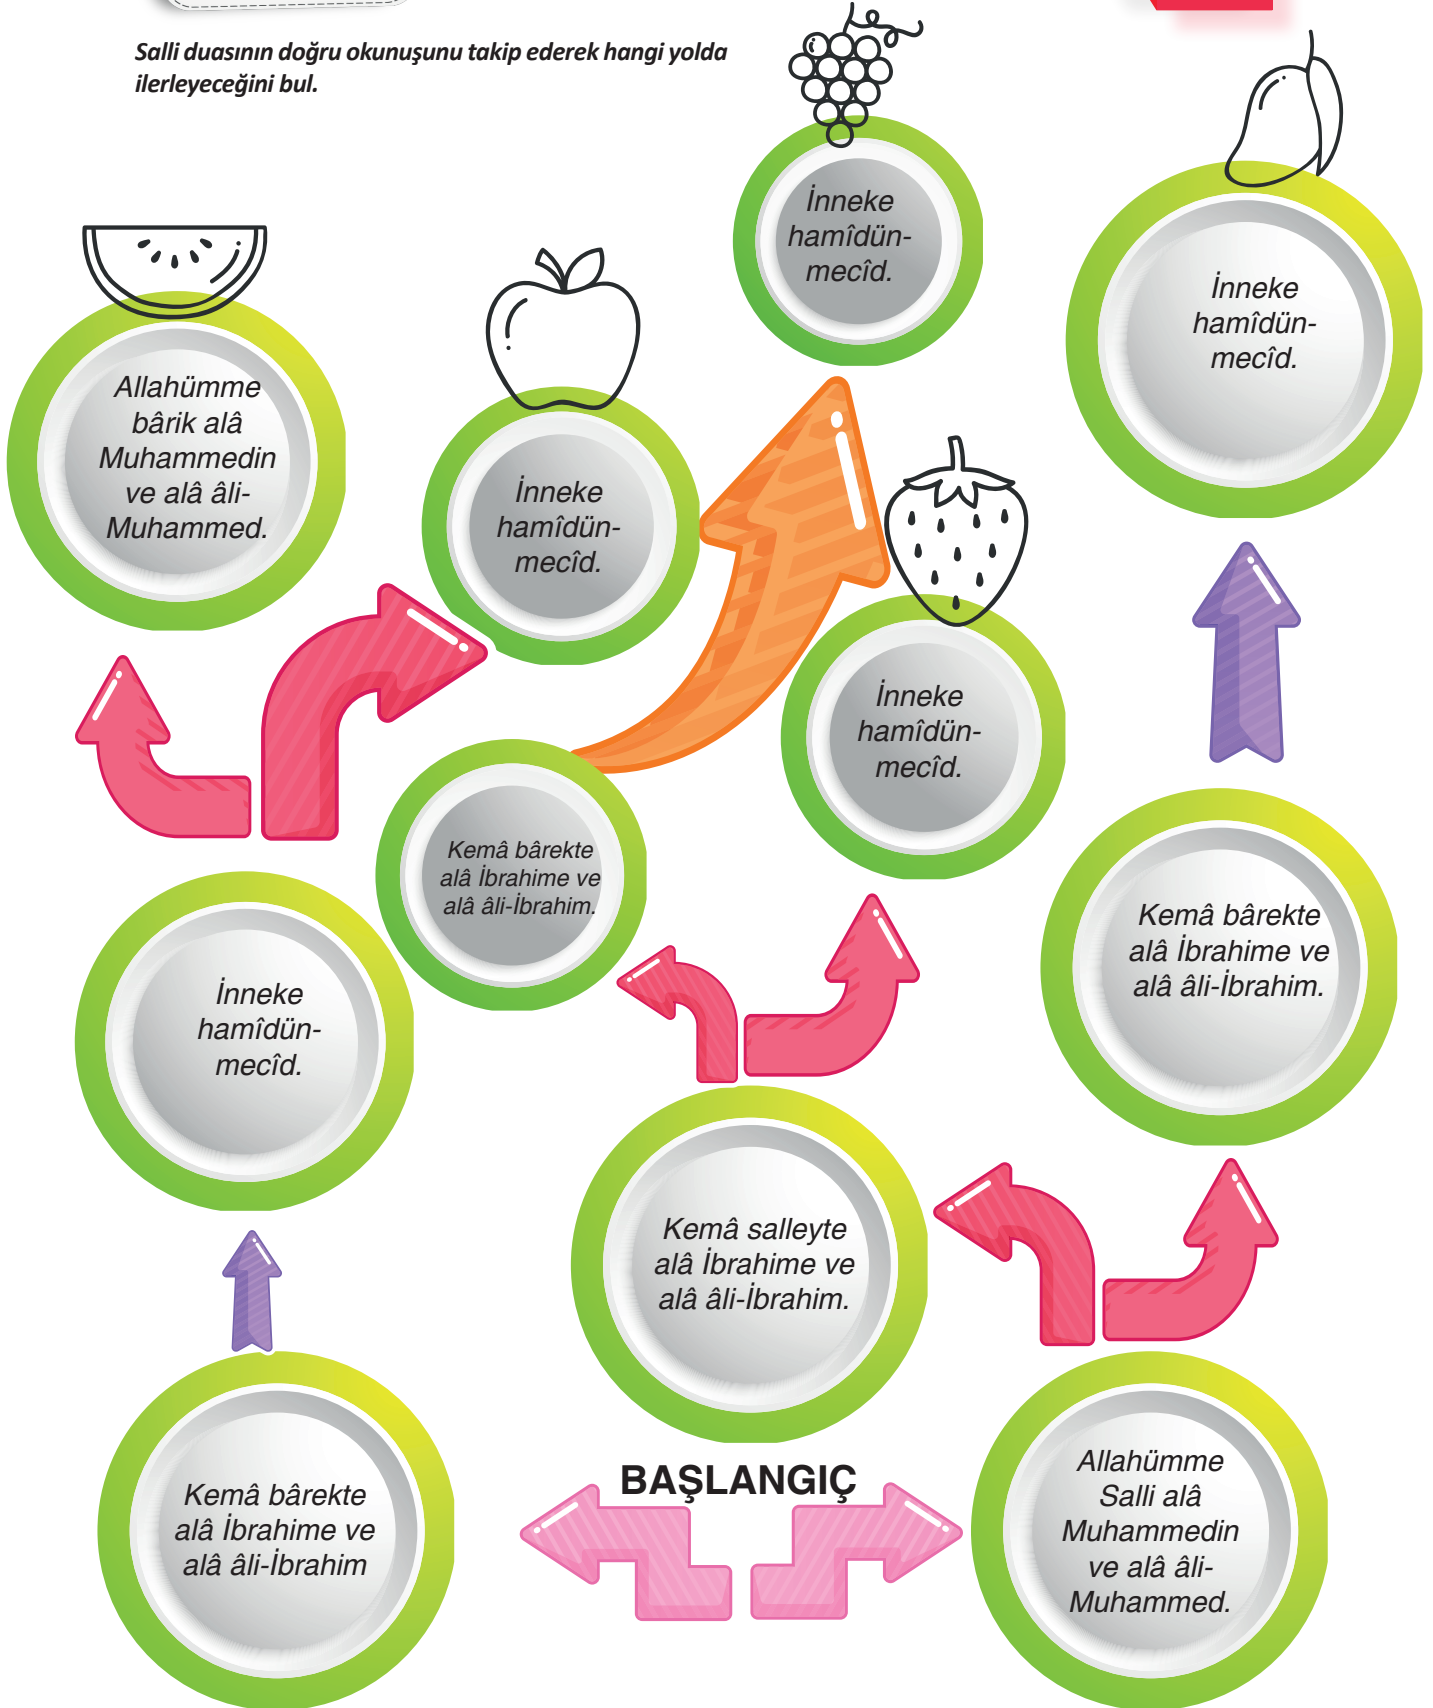 Salli duasının doğru okunuşunu takip ederek hangi yolda
ilerleyeceğini bul.
İnneke
hamîdün-
mecîd.
İnneke
hamîdün-
mecîd.
Allahümme
bârik alâ
Muhammedin
ve alâ âli-
Muhammed.
İnneke
hamîdün-
mecîd.
İnneke
hamîdün-
mecîd.
Kemâ bârekte
alâ İbrahime ve
alâ âli-İbrahim.
Kemâ bârekte
alâ İbrahime ve
alâ âli-İbrahim.
İnneke
hamîdün-
mecîd.
Kemâ salleyte
alâ İbrahime ve
alâ âli-İbrahim.
BAŞLANGIÇ
Kemâ bârekte
alâ İbrahime ve
alâ âli-İbrahim
Allahümme
Salli alâ
Muhammedin
ve alâ âli-
Muhammed.